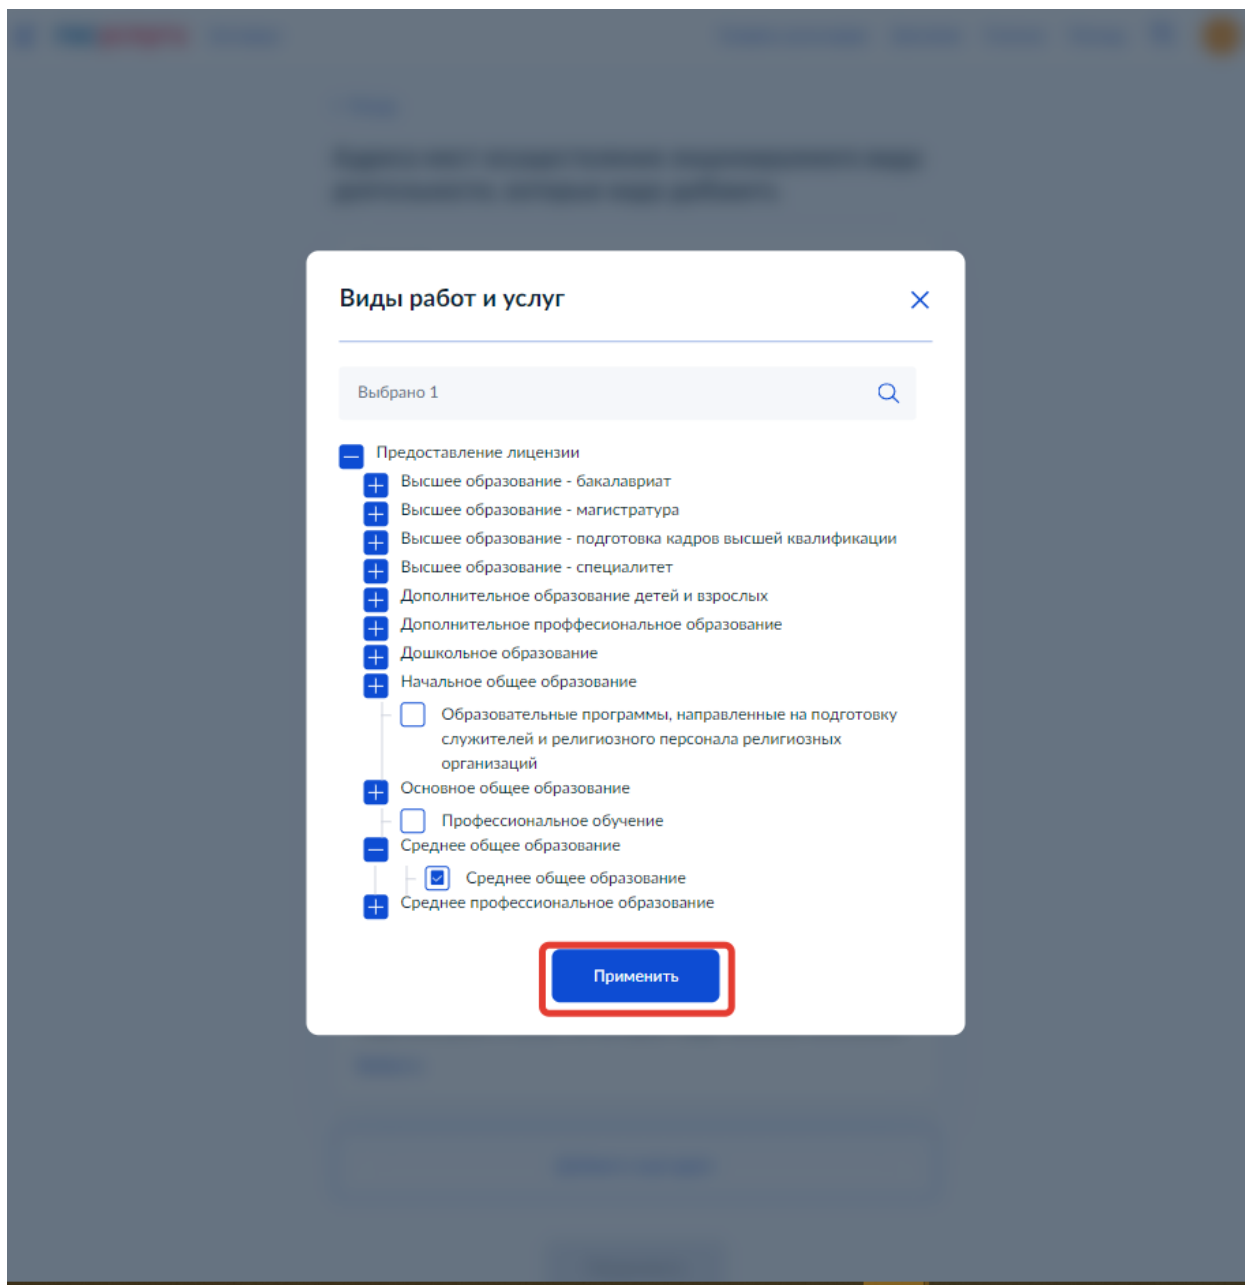 Виды работ и услуг
Выбрано 1
Предоставление лицензии
Высшее образование - бакалавриат
Высшее образование - магистратура
Высшее образование - подготовка кадров высшей квалификации
Высшее образование - специалитет
Дополнительное образование детей и взрослых
Дополнительное проффесиональное образование
Дошкольное образование
Начальное общее образование
Образовательные программы, направленные на подготовку
служителей и религиозного персонала религиозных
организаций
Основное общее образование
Профессиональное обучение
Среднее общее образование
Среднее общее образование
Среднее профессиональное образование
Применить